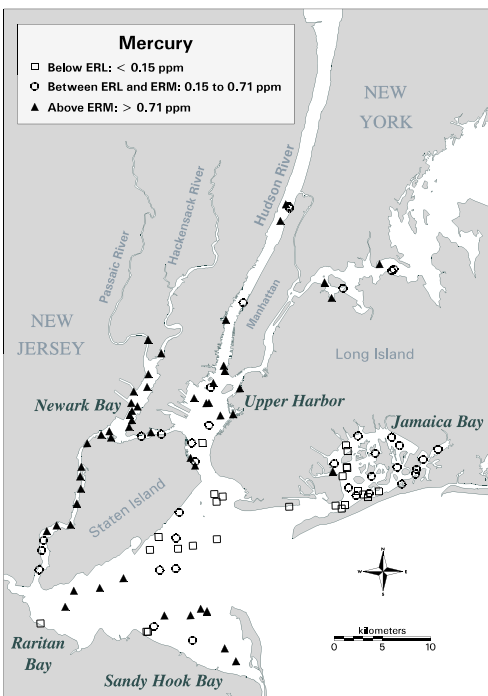 Mercury
Below ERL: < 0.15 ppm
Between ERL and ERM: 0.15 to 0.71 ppm
Above ERM: > 0.71 ppm
NEW
YORK
Hudson River
Hackensack River
Passaic River
Manhattan
NEW
JERSEY
Long Island
Newark Bay
Upper Harbor
Jamaica Bay
Staten Island
N
W
E
S
kilometers
0 5 10
Raritan
Bay
Sandy Hook Bay